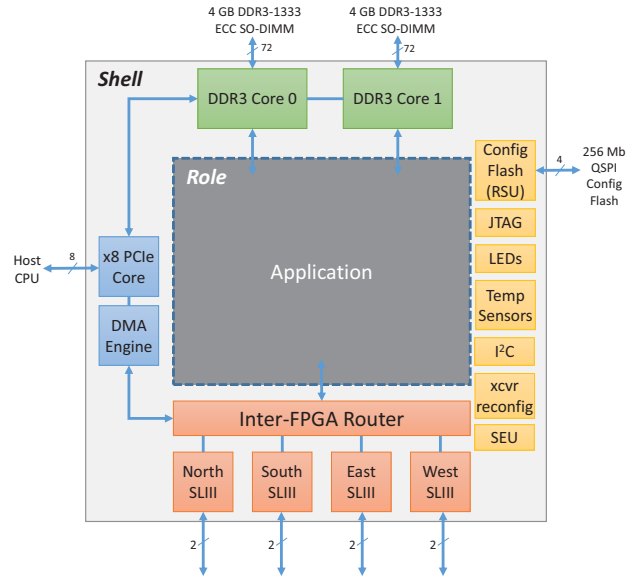 4 GB DDR3-1333
ECC SO-DIMM
4 GB DDR3-1333
ECC SO-DIMM
72
72
Shell
DDR3 Core 0
DDR3 Core 1
Role
Application
Config
Flash
(RSU)
4
256 Mb
QSPI
Config
Flash
JTAG
LEDs
Temp
Sensors
I²C
xcvr
reconfig
SEU
Host
CPU
8
x8 PCIe
Core
DMA
Engine
Inter-FPGA Router
North
SLIII
South
SLIII
East
SLIII
West
SLIII
2
2
2
2